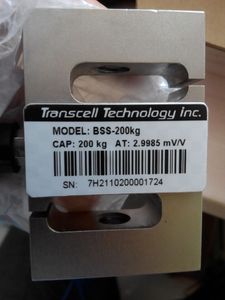 Transcell Technology Inc.
MODEL: BSS-200kg
CAP: 200 kg AT: 2.9985 mV/V
SN: 7H2110200001724